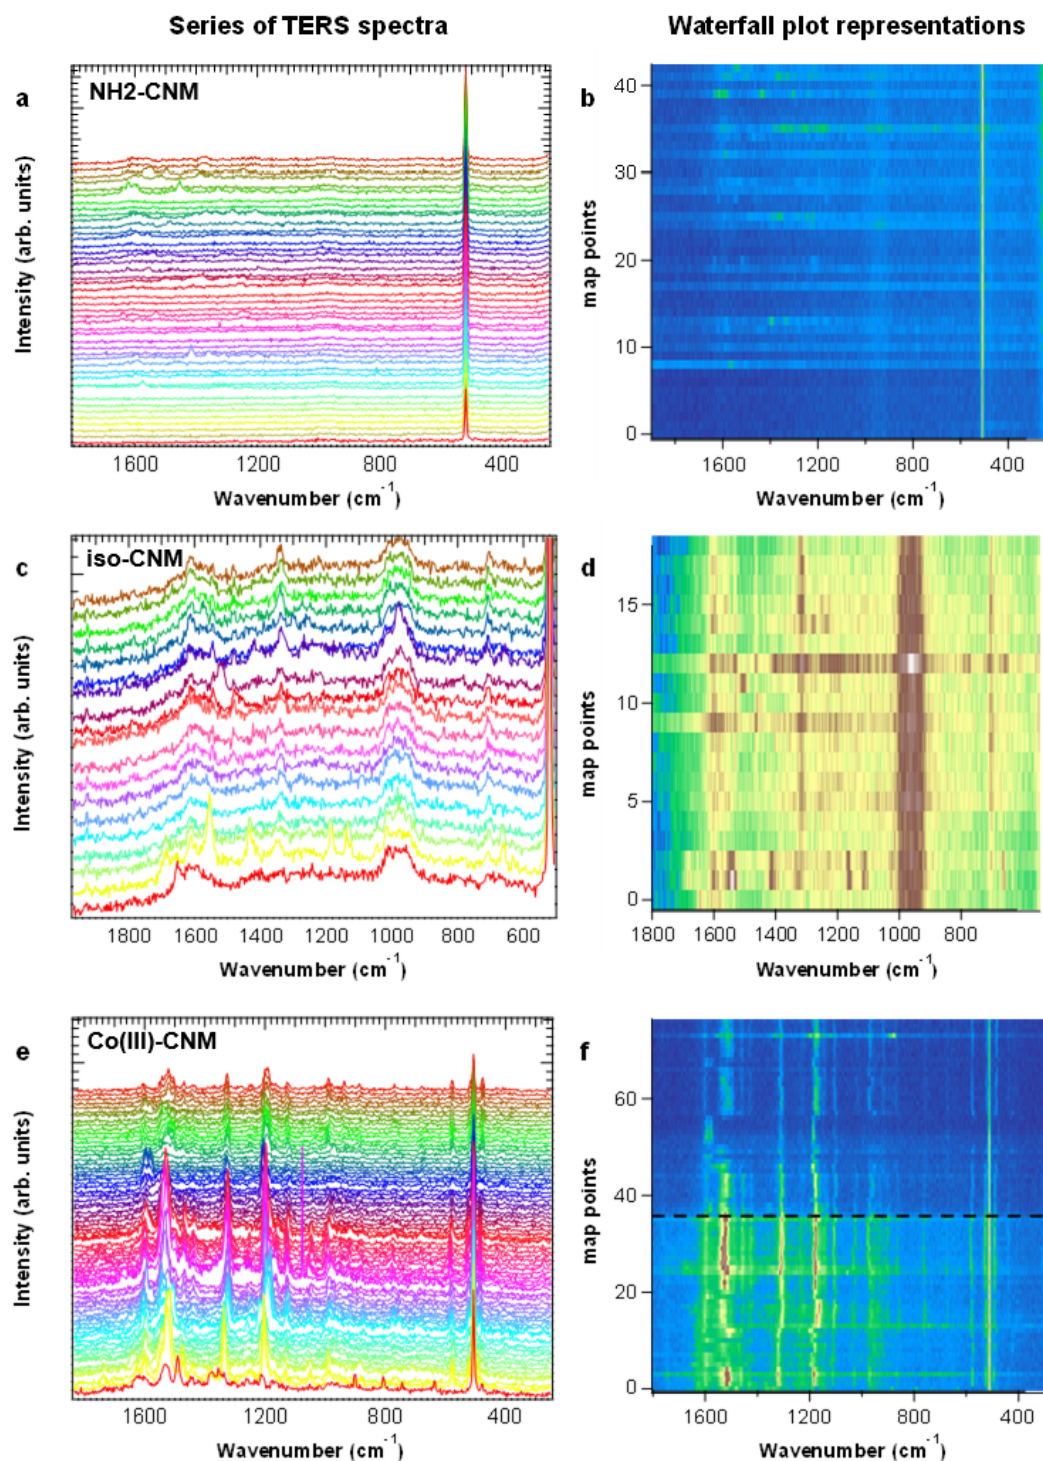 Series of TERS spectra
Waterfall plot representations
a
NH2-CNM
Intensity (arb. units)
1600 1200 800 400
Wavenumber (cm-1)
b
map points
40
30
20
10
0
1600 1200 800 400
Wavenumber (cm-1)
c
iso-CNM
Intensity (arb. units)
1800 1600 1400 1200 1000 800 600
Wavenumber (cm-1)
d
map points
15
10
5
0
1800 1600 1400 1200 1000 800
Wavenumber (cm-1)
e
Co(III)-CNM
Intensity (arb. units)
1600 1200 800 400
Wavenumber (cm-1)
f
map points
60
40
20
0
1600 1200 800 400
Wavenumber (cm-1)